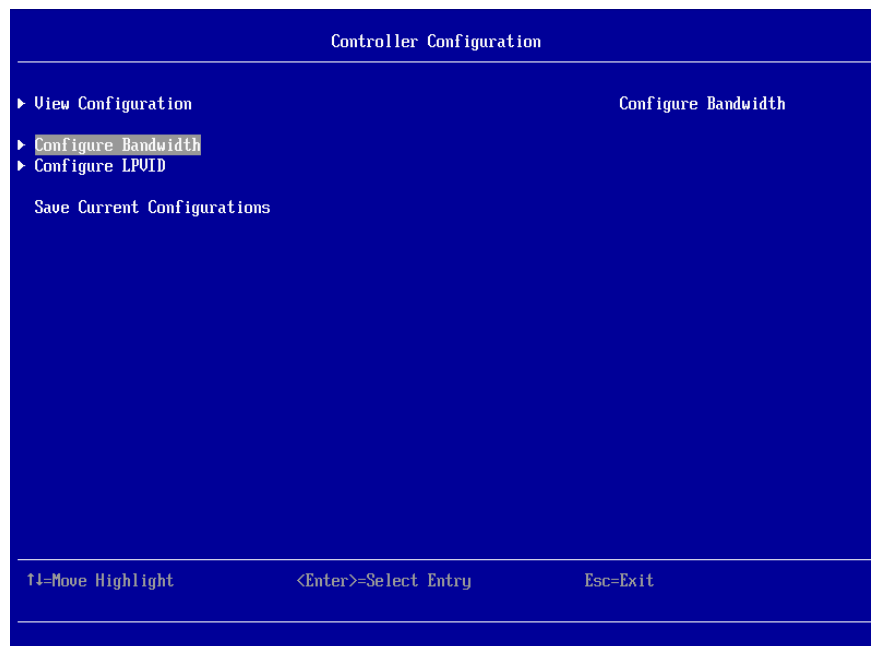 Controller Configuration
▶ View Configuration
Configure Bandwidth
▶ Configure Bandwidth
▶ Configure LPVID
Save Current Configurations
↑↓=Move Highlight <Enter>=Select Entry Esc=Exit